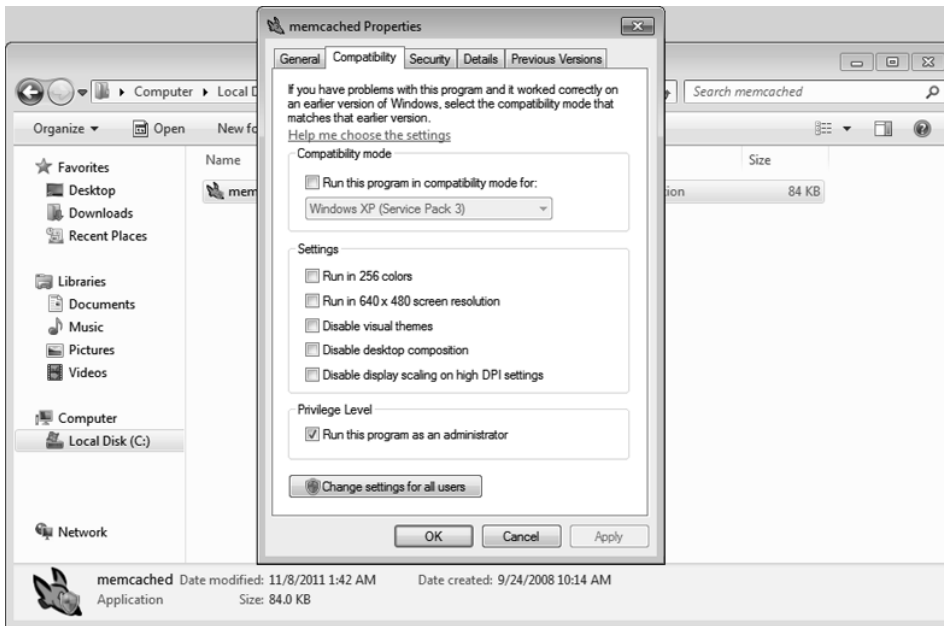 memcached Properties
General Compatibility Security Details Previous Versions
If you have problems with this program and it worked correctly on
an earlier version of Windows, select the compatibility mode that
matches that earlier version.
Help me choose the settings
Compatibility mode
Run this program in compatibility mode for:
Windows XP (Service Pack 3)
Settings
Run in 256 colors
Run in 640 x 480 screen resolution
Disable visual themes
Disable desktop composition
Disable display scaling on high DPI settings
Privilege Level
Run this program as an administrator
Change settings for all users
OK Cancel Apply
Computer Local D
Search memcached
Organize Open New fo
Name Size
mem tion 84 KB
Favorites
Desktop
Downloads
Recent Places
Libraries
Documents
Music
Pictures
Videos
Computer
Local Disk (C:)
Network
memcached Date modified: 11/8/2011 1:42 AM Date created: 9/24/2008 10:14 AM
Application Size: 84.0 KB